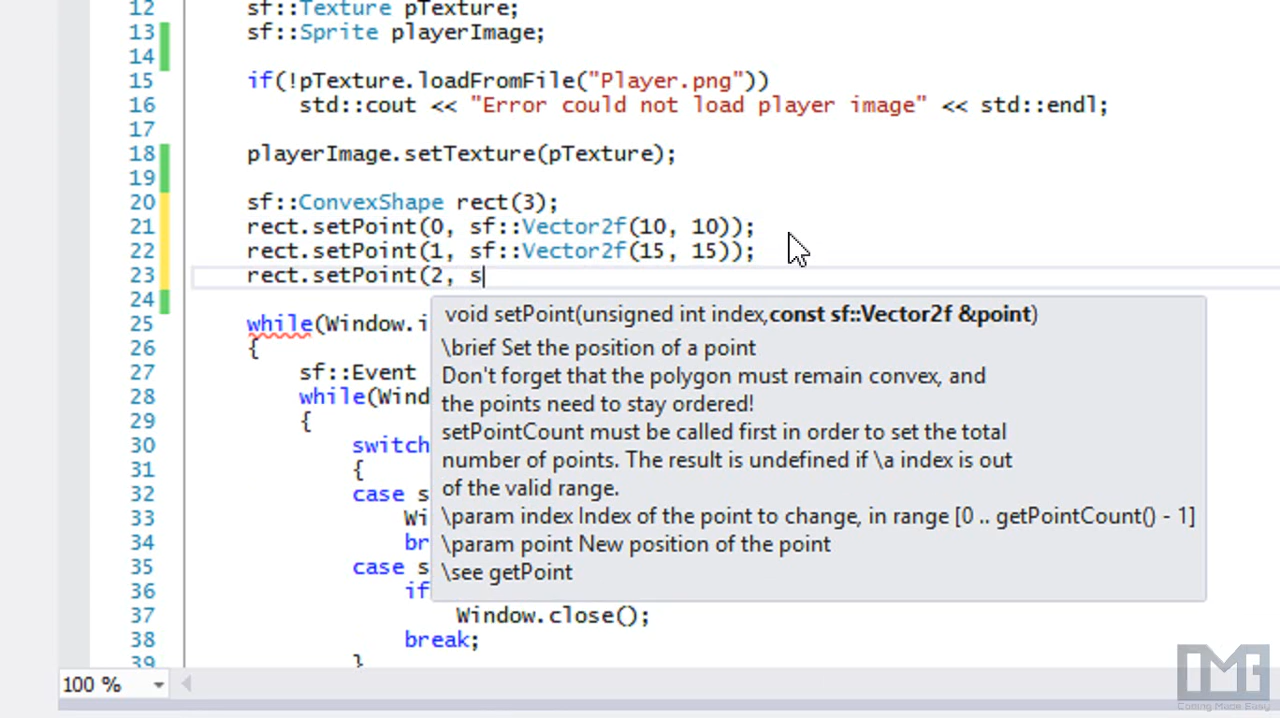 12 sf::Texture pTexture;
13 sf::Sprite playerImage;
14
15 if(!pTexture.loadFromFile("Player.png"))
16 std::cout << "Error could not load player image" << std::endl;
17
18 playerImage.setTexture(pTexture);
19
20 sf::ConvexShape rect(3);
21 rect.setPoint(0, sf::Vector2f(10, 10));
22 rect.setPoint(1, sf::Vector2f(15, 15));
23 rect.setPoint(2, s
24
void setPoint(unsigned int index,const sf::Vector2f &point)
\brief Set the position of a point
Don't forget that the polygon must remain convex, and
the points need to stay ordered!
setPointCount must be called first in order to set the total
number of points. The result is undefined if \a index is out
of the valid range.
\param index Index of the point to change, in range [0 .. getPointCount() - 1]
\param point New position of the point
\see getPoint
25 while(Window.i
26 {
27 sf::Event
28 while(Wind
29 {
30 switch
31 {
32 case s
33 Wi
34 br
35 case s
36 if
37 Window.close();
38 break;
39 }
100 %
IMG
Coding Made Easy